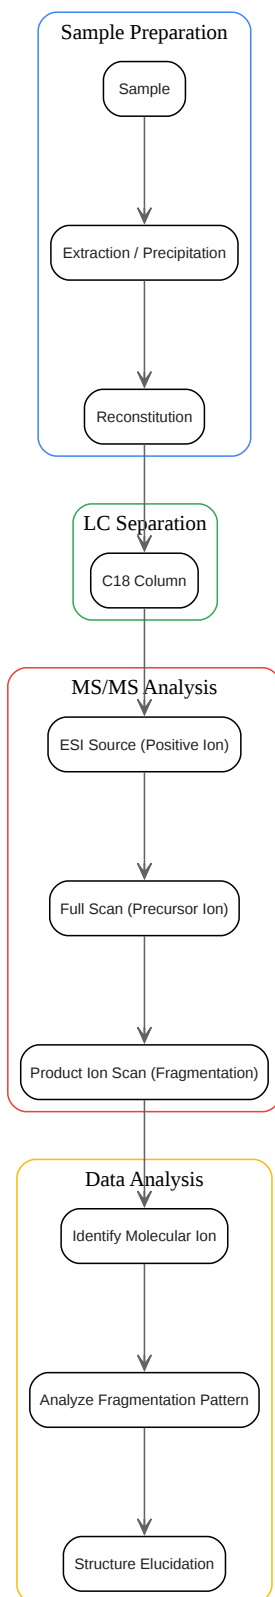 Sample Preparation
Sample
Extraction / Precipitation
Reconstitution
LC Separation
C18 Column
MS/MS Analysis
ESI Source (Positive Ion)
Full Scan (Precursor Ion)
Product Ion Scan (Fragmentation)
Data Analysis
Identify Molecular Ion
Analyze Fragmentation Pattern
Structure Elucidation